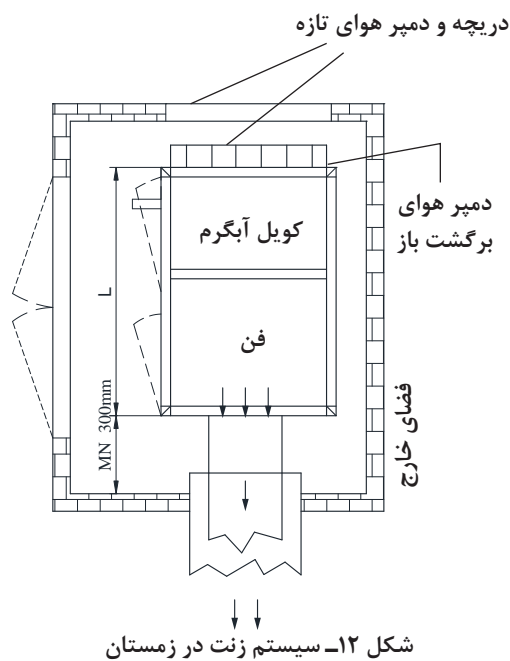 دریچه و دمپر هوای تازه
دمپر هوای
برگشت باز
کویل آبگرم
فن
L
MN 300mm
فضای خارج
شکل ۱۲ـ سیستم زنت در زمستان